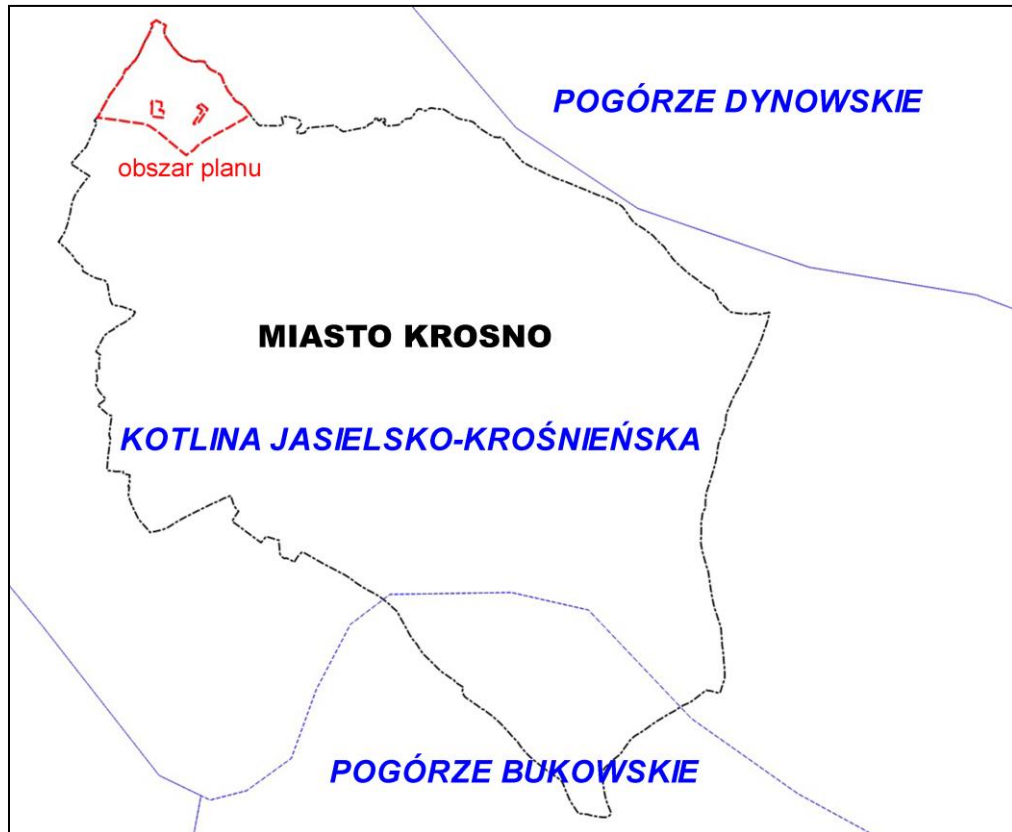 POGÓRZE DYNOWSKIE
obszar planu
MIASTO KROSNO
KOTLINA JASIELSKO-KROŚNIEŃSKA
POGÓRZE BUKOWSKIE